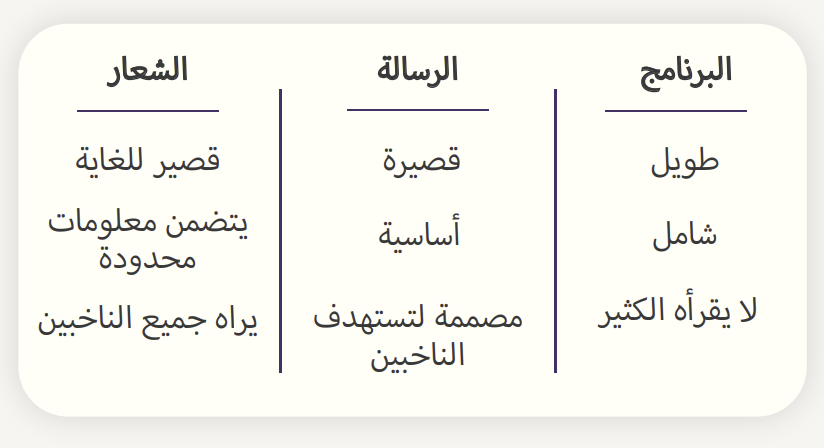 البرنامج
طويل
شامل
لا يقرأه الكثير
الرسالة
قصيرة
أساسية
مصممة لتستهدف
الناخبين
الشعار
قصير للغاية
يتضمن معلومات
محدودة
يراه جميع الناخبين